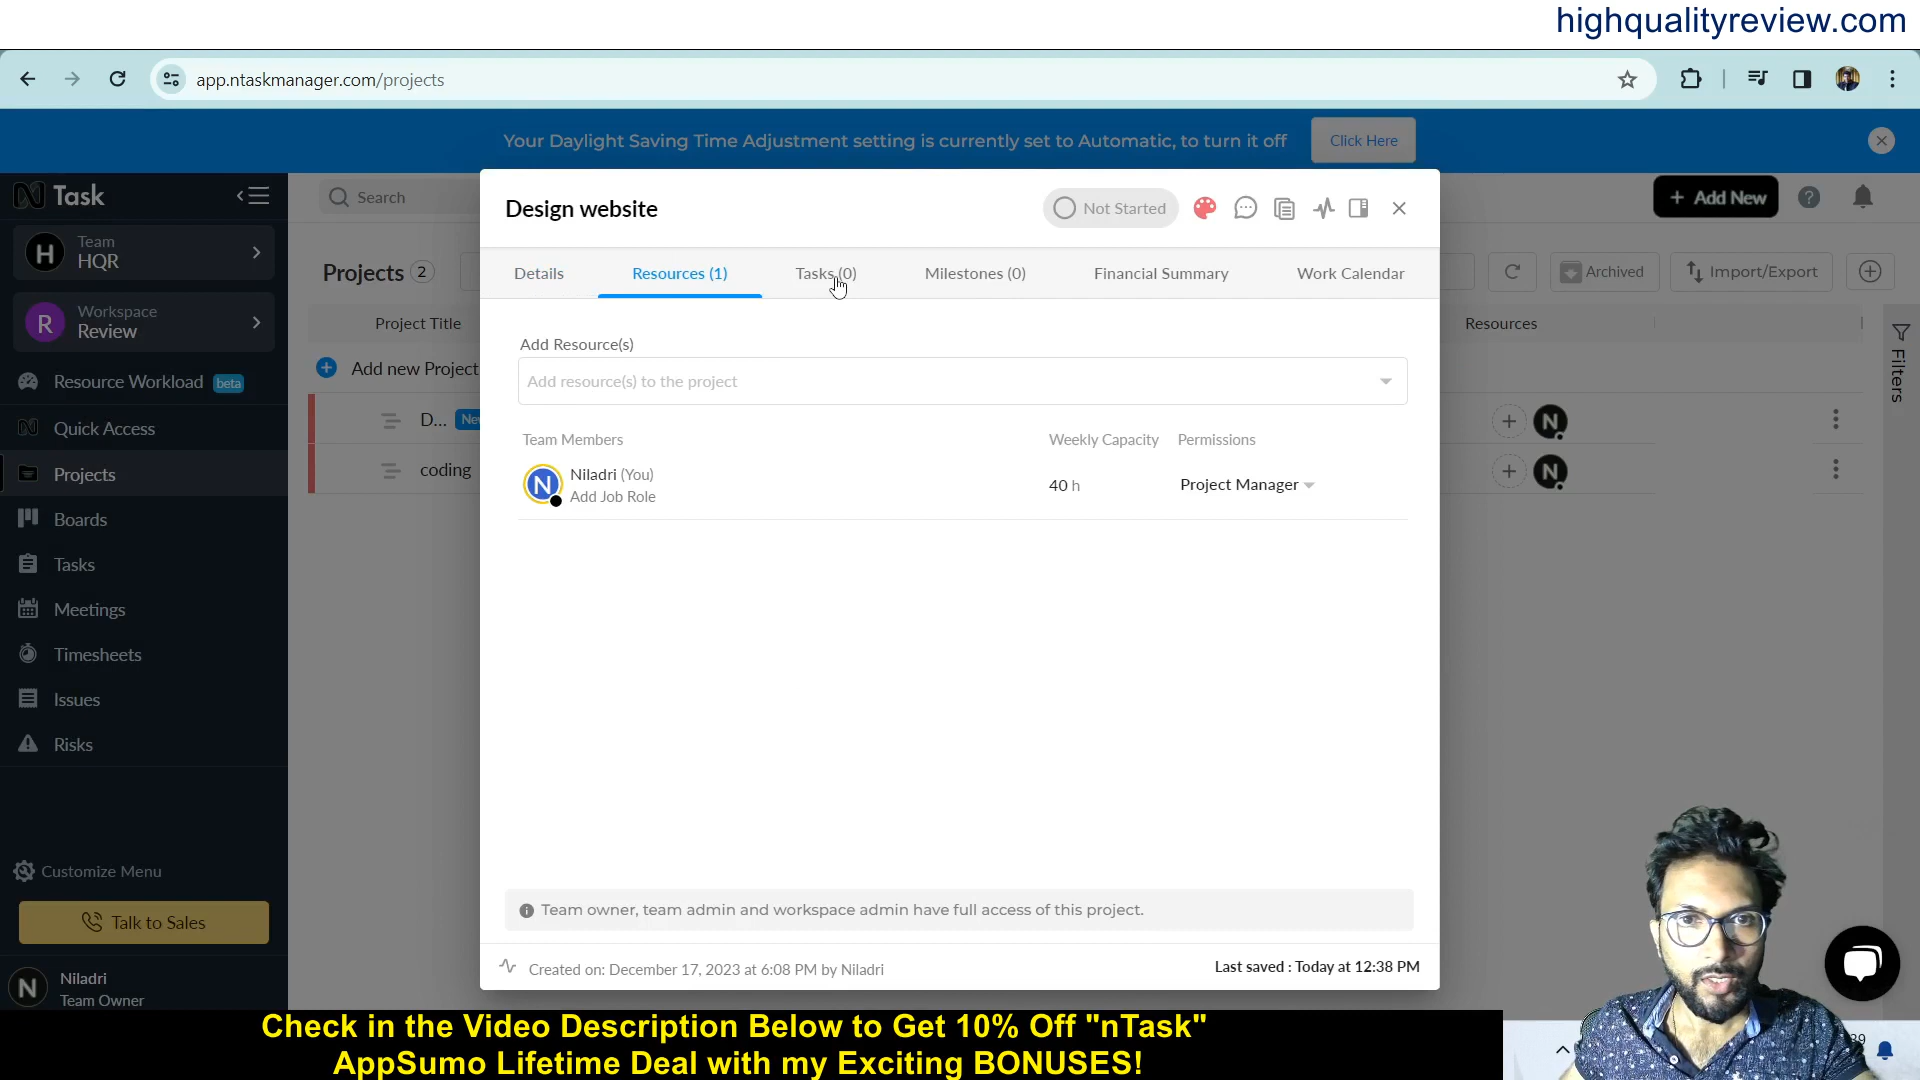 highqualityreview.com
app.ntaskmanager.com/projects
Your Daylight Saving Time Adjustment setting is currently set to Automatic, to turn it off
Click Here
N Task
Search
Design website
Not Started
Add New
Team
HQR
Projects 2
Details
Resources (1)
Tasks (0)
Milestones (0)
Financial Summary
Work Calendar
Archived
Import/Export
R
Workspace
Review
Project Title
Resources
Filters
Add Resource(s)
Add resource(s) to the project
Add new Project
Resource Workload beta
D... Ne
N
Quick Access
Team Members
Weekly Capacity
Permissions
Projects
coding
N
N
Niladri (You)
Add Job Role
40 h
Project Manager
Boards
Tasks
Meetings
Timesheets
Issues
Risks
Customize Menu
Talk to Sales
Team owner, team admin and workspace admin have full access of this project.
N
Niladri
Team Owner
Created on: December 17, 2023 at 6:08 PM by Niladri
Last saved : Today at 12:38 PM
Check in the Video Description Below to Get 10% Off "nTask"
AppSumo Lifetime Deal with my Exciting BONUSES!